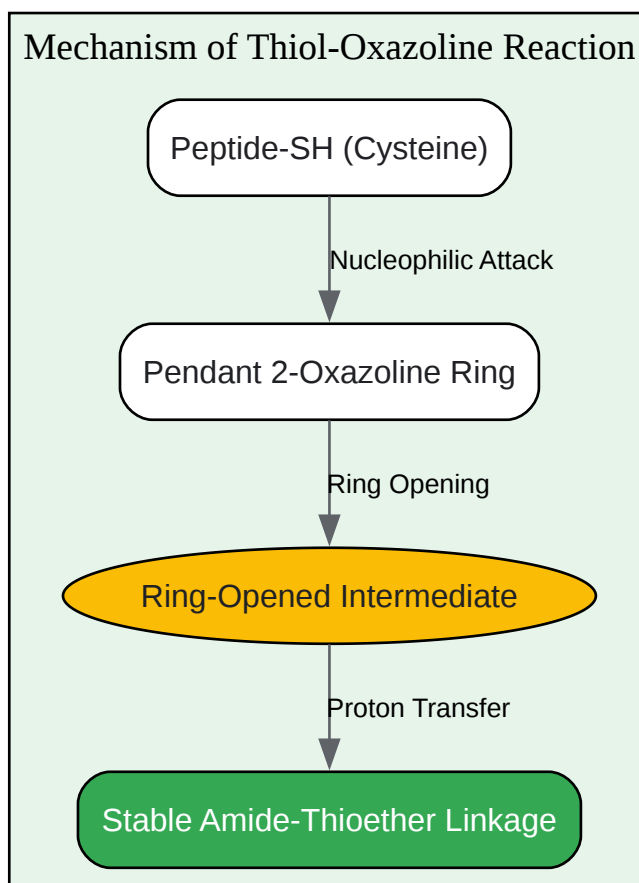 Mechanism of Thiol-Oxazoline Reaction
Peptide-SH (Cysteine)
Nucleophilic Attack
Pendant 2-Oxazoline Ring
Ring Opening
Ring-Opened Intermediate
Proton Transfer
Stable Amide-Thioether Linkage